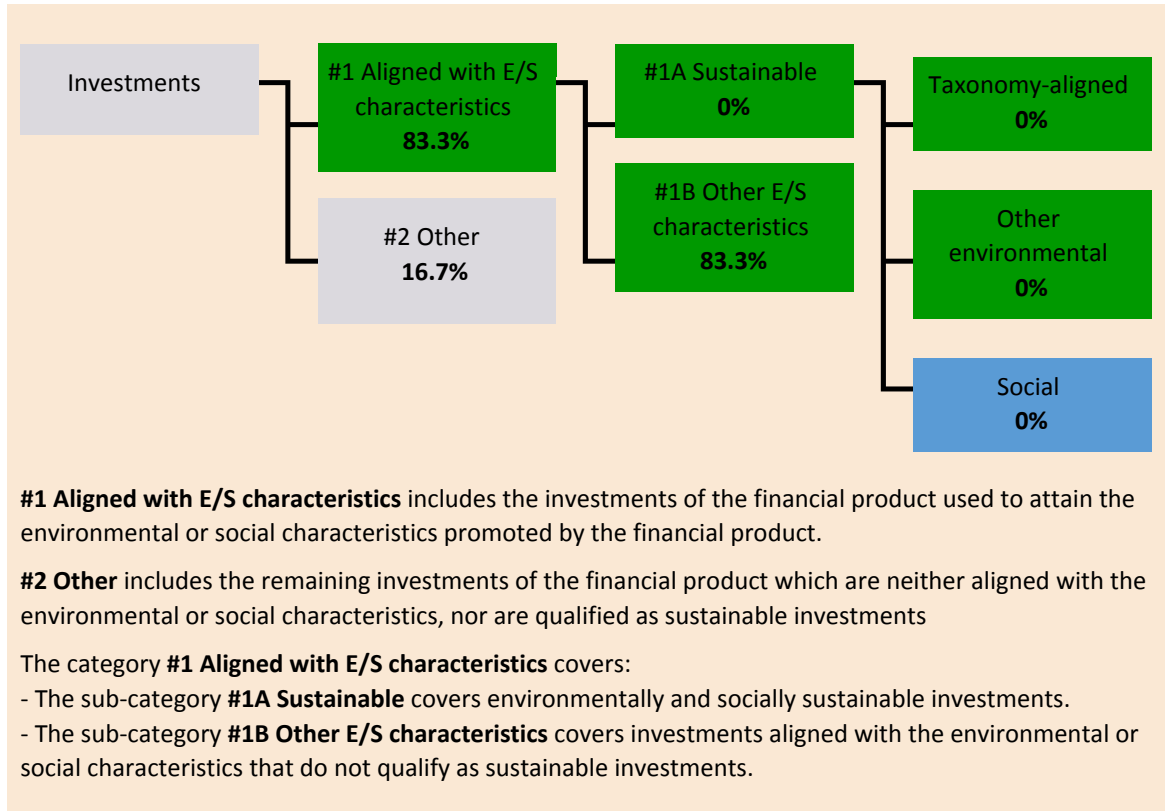 Investments
#1 Aligned with E/S
characteristics
83.3%
#2 Other
16.7%
#1A Sustainable
0%
#1B Other E/S
characteristics
83.3%
Taxonomy-aligned
0%
Other
environmental
0%
Social
0%
#1 Aligned with E/S characteristics includes the investments of the financial product used to attain the
environmental or social characteristics promoted by the financial product.
#2 Other includes the remaining investments of the financial product which are neither aligned with the
environmental or social characteristics, nor are qualified as sustainable investments
The category #1 Aligned with E/S characteristics covers:
- The sub-category #1A Sustainable covers environmentally and socially sustainable investments.
- The sub-category #1B Other E/S characteristics covers investments aligned with the environmental or
social characteristics that do not qualify as sustainable investments.